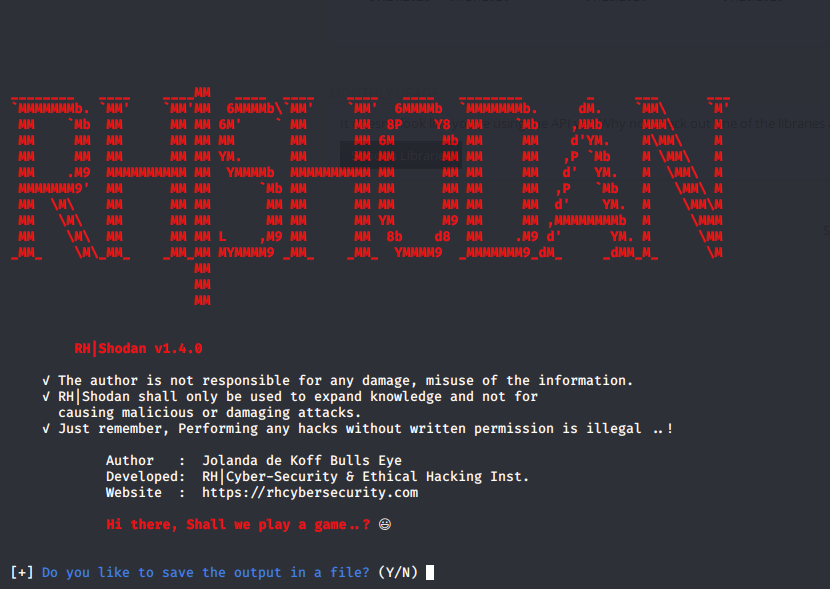 RH|SHODAN
RH|Shodan v1.4.0
√ The author is not responsible for any damage, misuse of the information.
√ RH|Shodan shall only be used to expand knowledge and not for
causing malicious or damaging attacks.
√ Just remember, Performing any hacks without written permission is illegal ..!
Author : Jolanda de Koff Bulls Eye
Developed: RH|Cyber-Security & Ethical Hacking Inst.
Website : https://rhcybersecurity.com
Hi there, Shall we play a game..? 😃
[+] Do you like to save the output in a file? (Y/N)